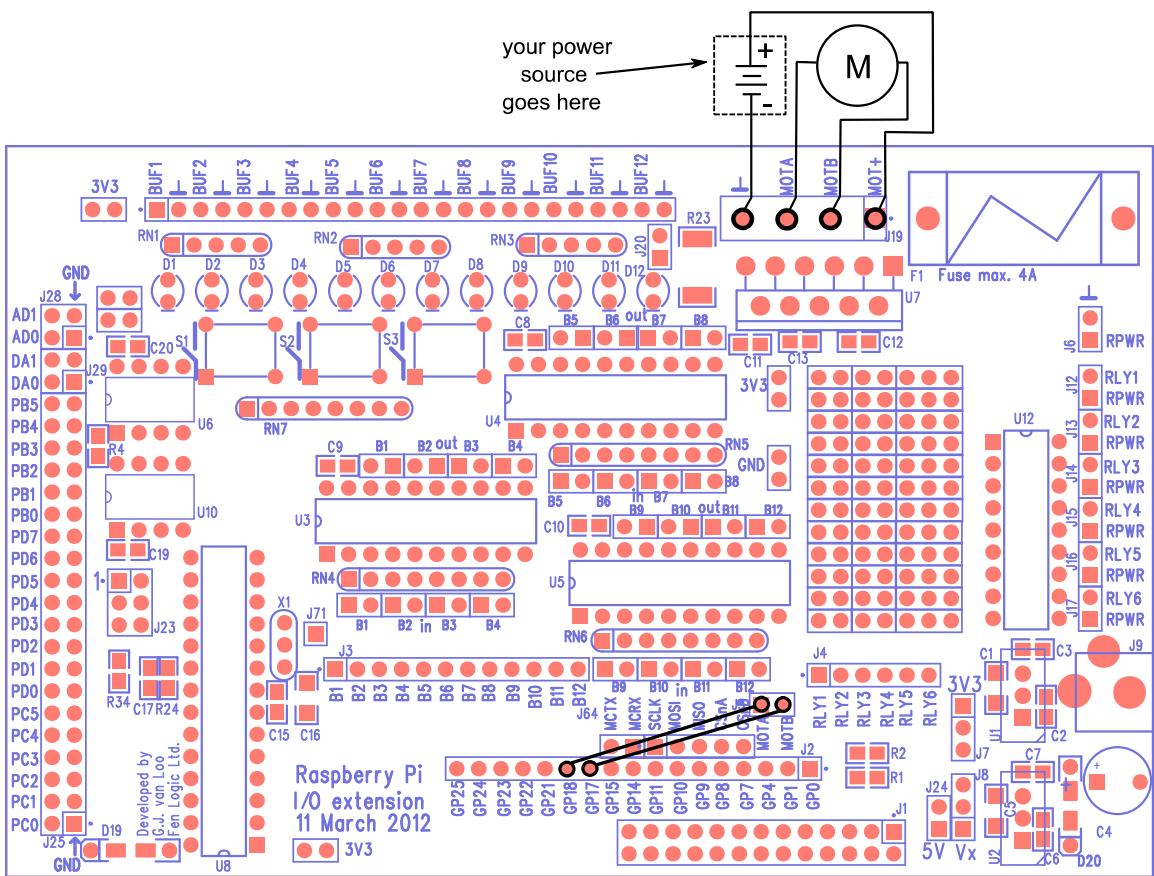 your power
source
goes here
+
-
M
3V3
BUF1
BUF2
BUF3
BUF4
BUF5
BUF6
BUF7
BUF8
BUF9
BUF10
BUF11
BUF12
MOTA
MOTB
MOT+
J19
RN1
RN2
RN3
J20
R23
F1
Fuse max. 4A
U7
GND
J28
D1
D2
D3
D4
D5
D6
D7
D8
D9
D10
D11
D12
AD1
AD0
DA1
DA0
PB5
PB4
PB3
PB2
PB1
PB0
PD7
PD6
PD5
PD4
PD3
PD2
PD1
PD0
PC5
PC4
PC3
PC2
PC1
PC0
J29
C20
S1
S2
S3
C8
B5
B6
out
B7
B8
C11
C13
C12
J6
RPWR
U6
R4
RN7
U4
3V3
J12
RLY1
RPWR
J13
RLY2
RPWR
J14
RLY3
RPWR
J15
RLY4
RPWR
J16
RLY5
RPWR
J17
RLY6
RPWR
U12
C9
B1
B2
out
B3
B4
RN5
GND
B5
B6
in
B7
B8
U10
U3
C10
B9
B10
out
B11
B12
C19
U5
1
J23
RN4
X1
J71
B1
B2
in
B3
B4
RN6
B9
B10
in
B11
B12
R34
C17
R24
C15
C16
J3
B1
B2
B3
B4
B5
B6
B7
B8
B9
B10
B11
B12
J64
MCTX
MCRX
SCLK
MOSI
MISO
CSnA
MOTA
MOTB
J4
RLY1
RLY2
RLY3
RLY4
RLY5
RLY6
C1
C3
J9
3V3
U1
C2
J7
J2
GP25
GP24
GP23
GP22
GP21
GP18
GP17
GP15
GP14
GP11
GP10
GP9
GP8
GP7
GP4
GP1
GP0
R2
R1
C7
J8
J24
C5
+
+
C4
Raspberry Pi
I/O extension
11 March 2012
Developed by
G.J. van Loo
Fen Logic Ltd.
J1
J25
GND
D19
U8
3V3
5V
Vx
U2
C6
D20